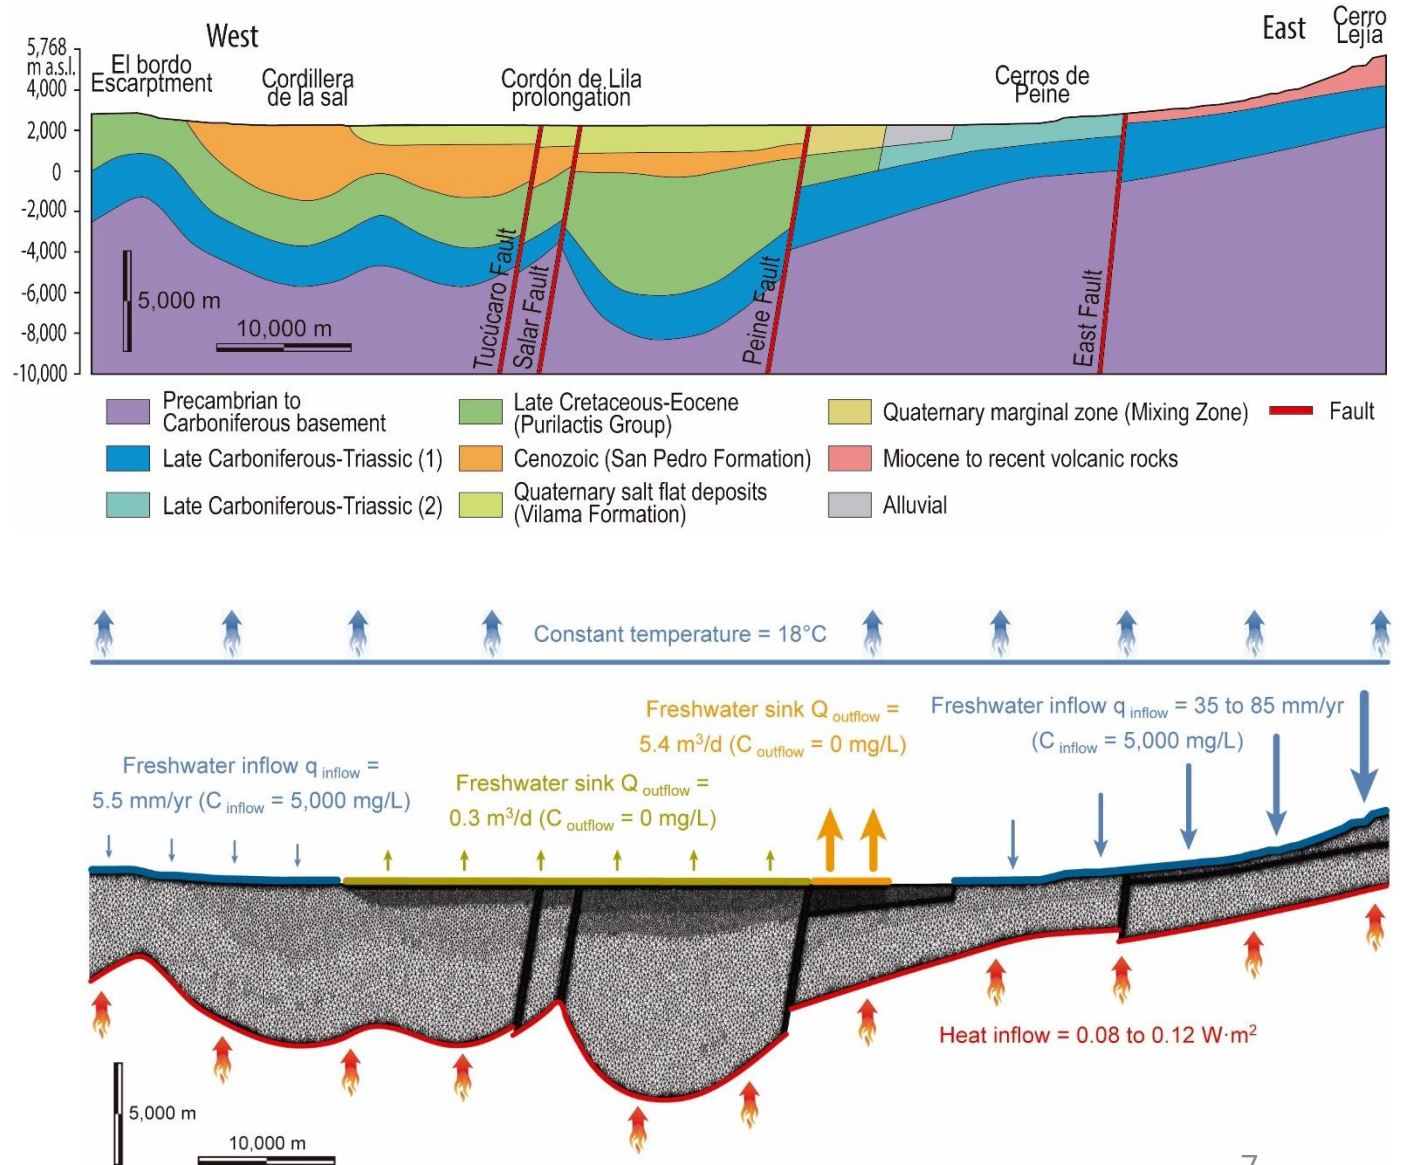 West
East
Cerro
Lejía
5,768
m a.s.l.
El bordo
Escarptment
Cordillera
de la sal
Cordón de Lila
prolongation
Cerros de
Peine
4,000
2,000
0
-2,000
-4,000
-6,000
-8,000
-10,000
5,000 m
10,000 m
Tucúcaro Fault
Salar Fault
Peine Fault
East Fault
Precambrian to
Carboniferous basement
Late Carboniferous-Triassic (1)
Late Carboniferous-Triassic (2)
Late Cretaceous-Eocene
(Purilactis Group)
Cenozoic (San Pedro Formation)
Quaternary salt flat deposits
(Vilama Formation)
Quaternary marginal zone (Mixing Zone)
Miocene to recent volcanic rocks
Alluvial
Fault
Constant temperature = 18°C
Freshwater inflow q inflow =
5.5 mm/yr (C inflow = 5,000 mg/L)
Freshwater sink Q outflow =
0.3 m³/d (C outflow = 0 mg/L)
Freshwater sink Q outflow =
5.4 m³/d (C outflow = 0 mg/L)
Freshwater inflow q inflow = 35 to 85 mm/yr
(C inflow = 5,000 mg/L)
Heat inflow = 0.08 to 0.12 W·m²
5,000 m
10,000 m
7